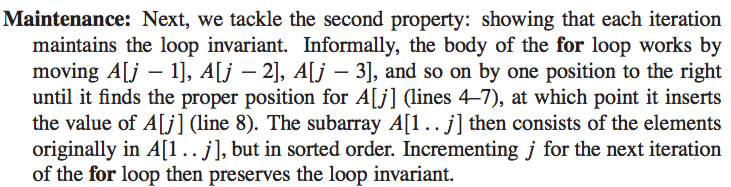 Maintenance: Next, we tackle the second property: showing that each iteration
maintains the loop invariant. Informally, the body of the for loop works by
moving A[j − 1], A[j − 2], A[j − 3], and so on by one position to the right
until it finds the proper position for A[j] (lines 4–7), at which point it inserts
the value of A[j] (line 8). The subarray A[1 . . j] then consists of the elements
originally in A[1 . . j], but in sorted order. Incrementing j for the next iteration
of the for loop then preserves the loop invariant.